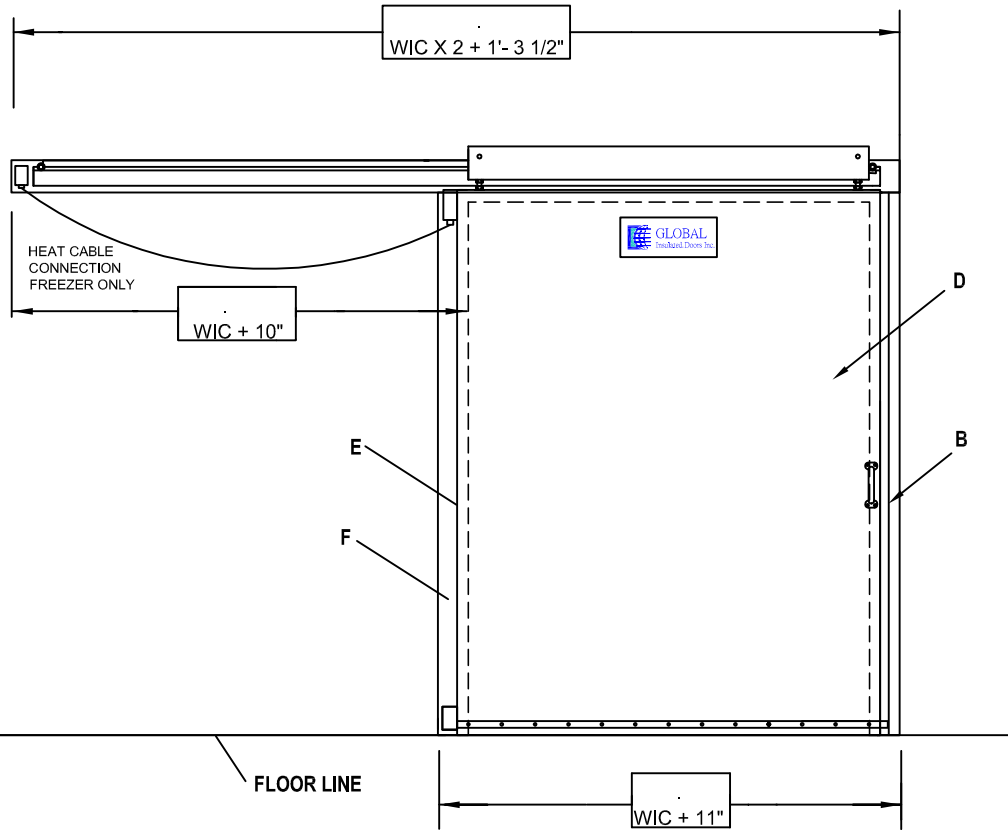 WIC X 2 + 1'- 3 1/2"
GLOBAL
Insulated Doors Inc.
HEAT CABLE
CONNECTION
FREEZER ONLY
D
WIC + 10"
B
E
F
FLOOR LINE
WIC + 11"